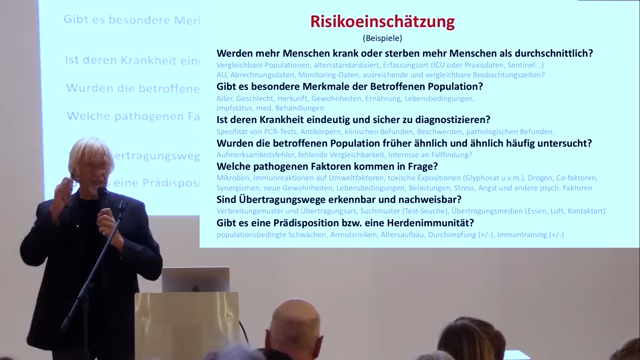 Risikoeinschätzung
(Beispiele)
Werden mehr Menschen krank oder sterben mehr Menschen als durchschnittlich?
Vergleichbare Populationen, altersstandardisiert, Erfassungsort (ICU oder Praxisdaten, Sentinel...)
AU, Abrechnungsdaten, Monitoring-Daten, ausreichende und vergleichbare Beobachtungszeiten?
Gibt es besondere Merkmale der Betroffenen Population?
Alter, Geschlecht, Herkunft, Gewohnheiten, Ernährung, Lebensbedingungen,
Impfstatus, med. Behandlungen
Ist deren Krankheit eindeutig und sicher zu diagnostizieren?
Spezifität von PCR-Tests, Antikörpern, klinischen Befunden, Beschwerden, pathologischen Befunden,
Wurden die betroffenen Population früher ähnlich und ähnlich häufig untersucht?
Aufmerksamkeitsfehler, fehlende Vergleichbarkeit, Interesse an Fallfindung?
Welche pathogenen Faktoren kommen in Frage?
Mikroben, Immunreaktionen auf Umweltfaktoren, toxische Expositionen (Glyphosat u.v.m.), Drogen, Co-faktoren,
Synergismen, neue Gewohnheiten, Lebensbedingungen, Belastungen, Stress, Angst und andere psych. Faktoren
Sind Übertragungswege erkennbar und nachweisbar?
Verbreitungsmuster und Übertragungsart, Suchmuster (Test-Seuche), Übertragungsmedien (Essen, Luft, Kontaktart)
Gibt es eine Prädisposition bzw. eine Herdenimmunität?
populationsbedingte Schwächen, Armutsrisiken, Altersaufbau, Durchimpfung (+/-), Immuntraining (+/-)
Gibt es besondere Merk
Ist deren Krankheit ein
Wurden die betroffenen
Welche pathogenen Fakt
bertragungsweg
es eine Prädispos